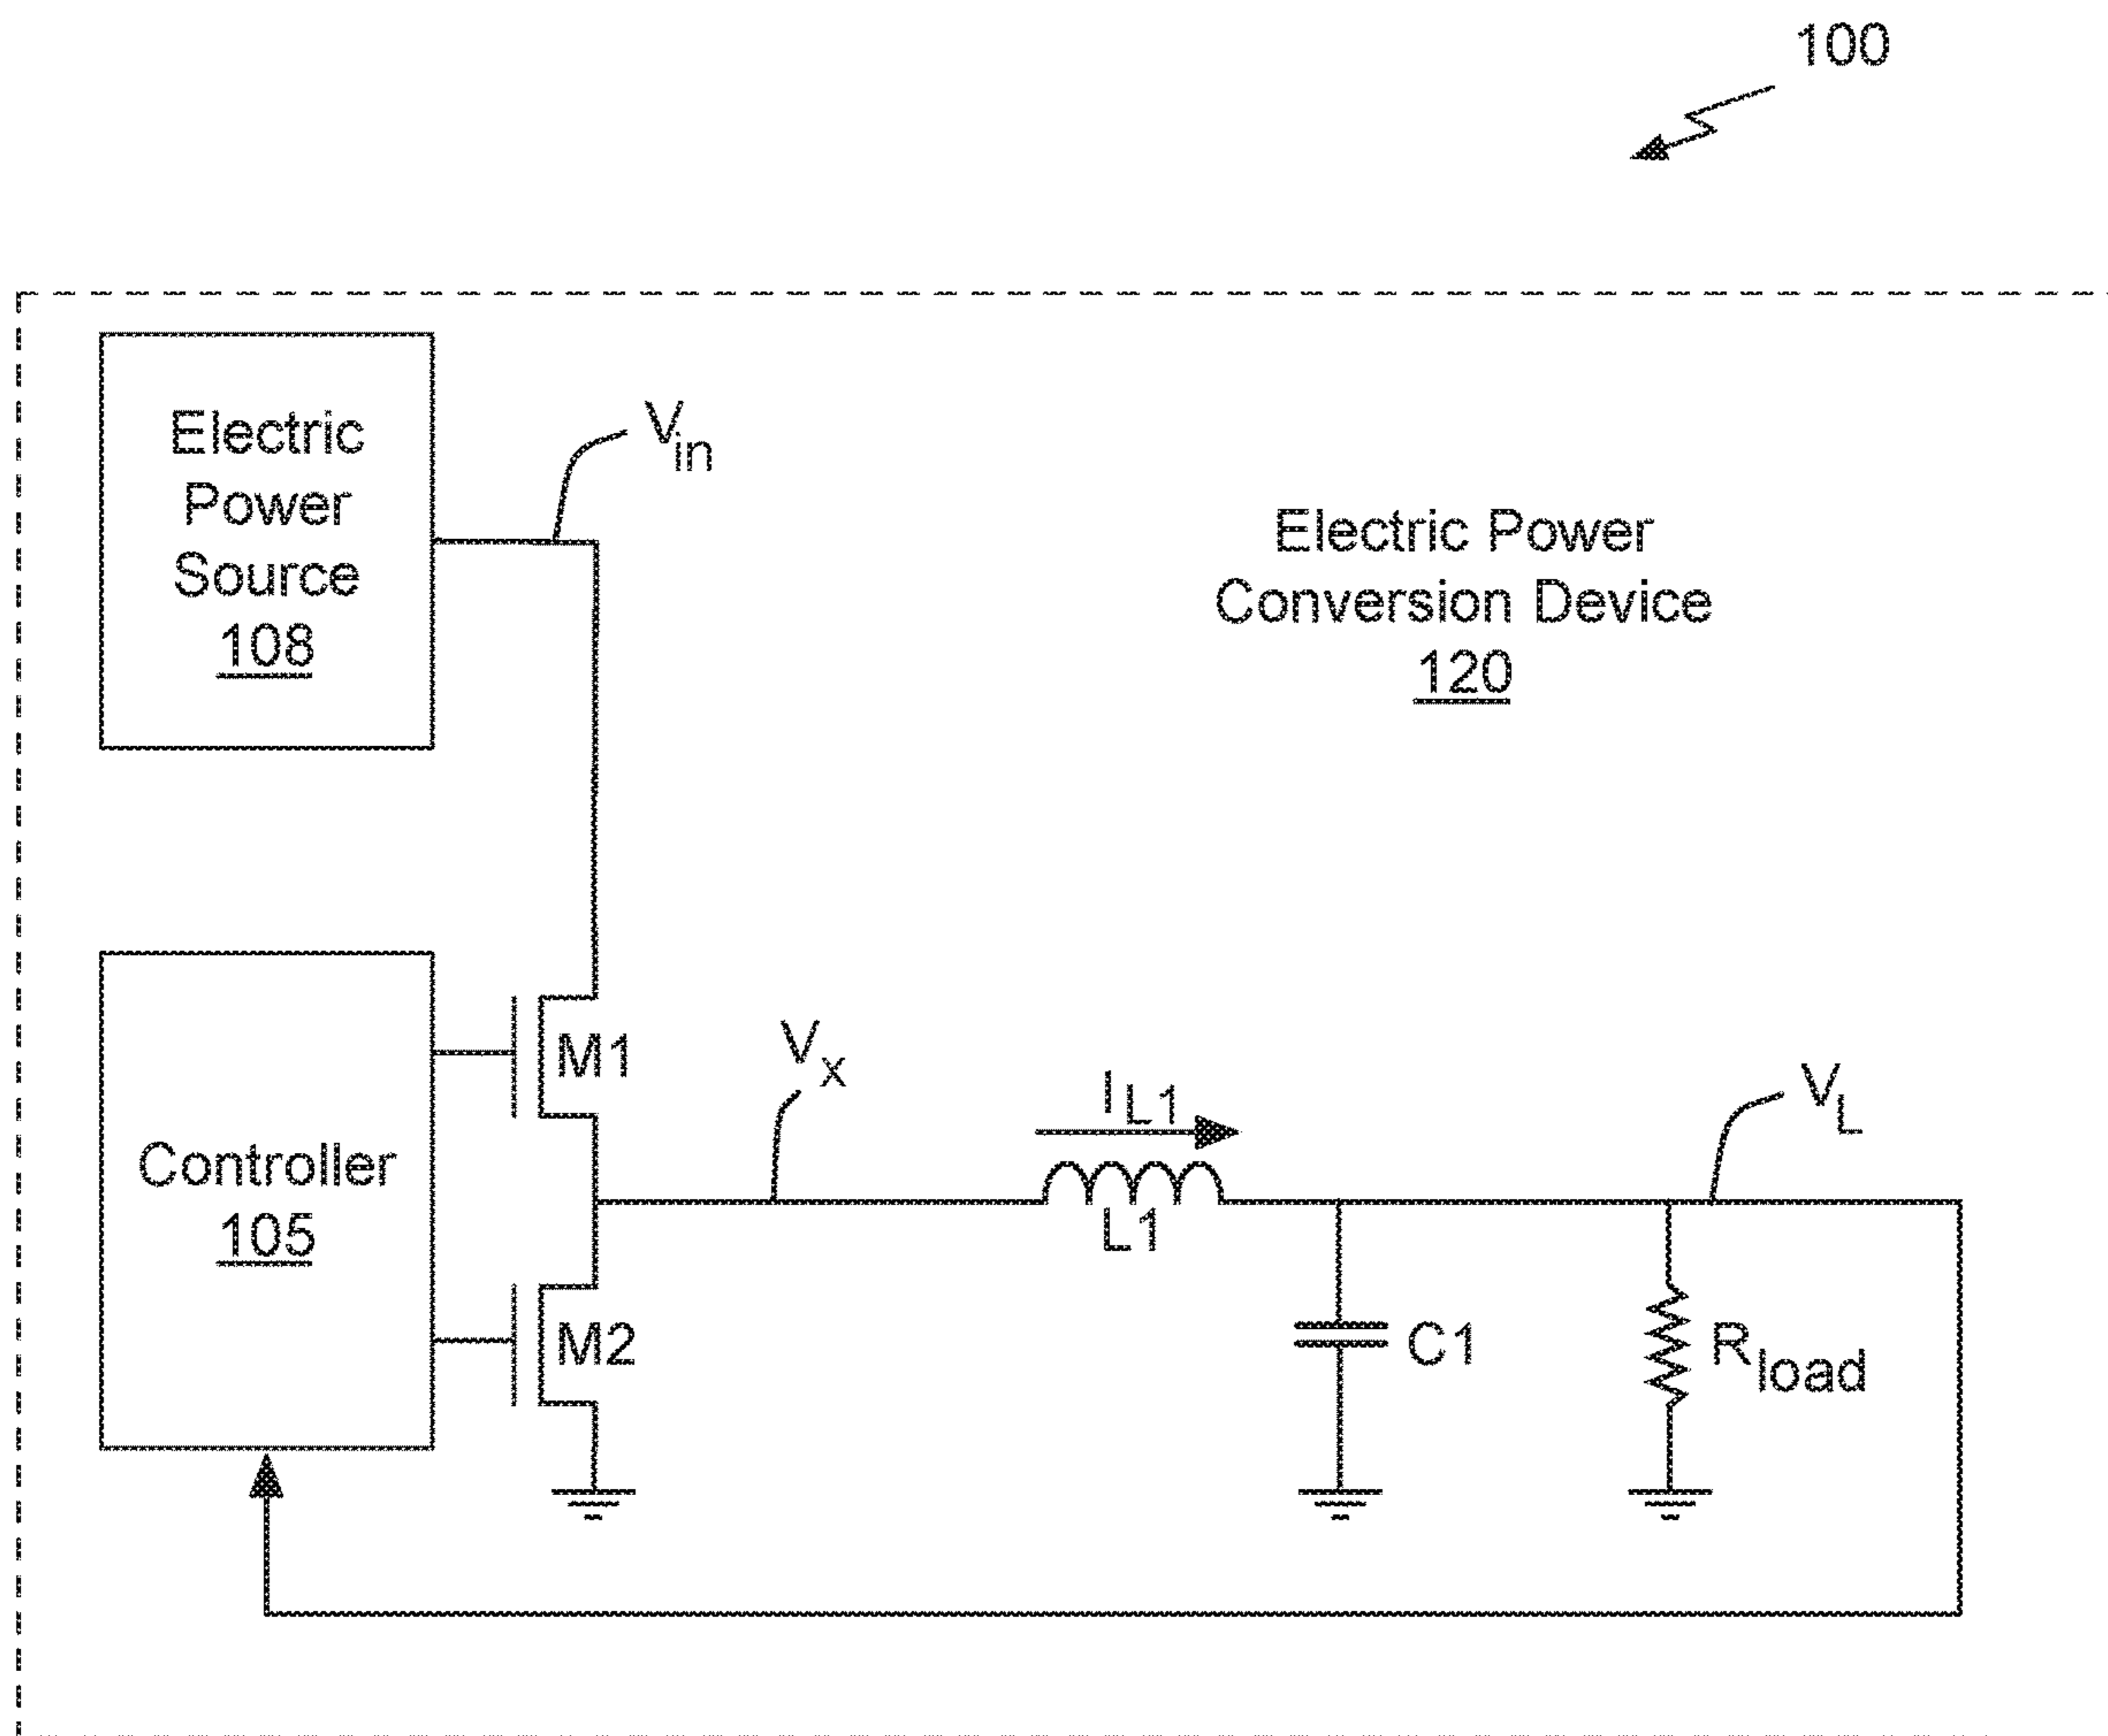 100
Electric
Power
Source
108
Vin
Electric Power
Conversion Device
120
M1
Vx
IL1
VL
Controller
105
L1
M2
C1
Rload